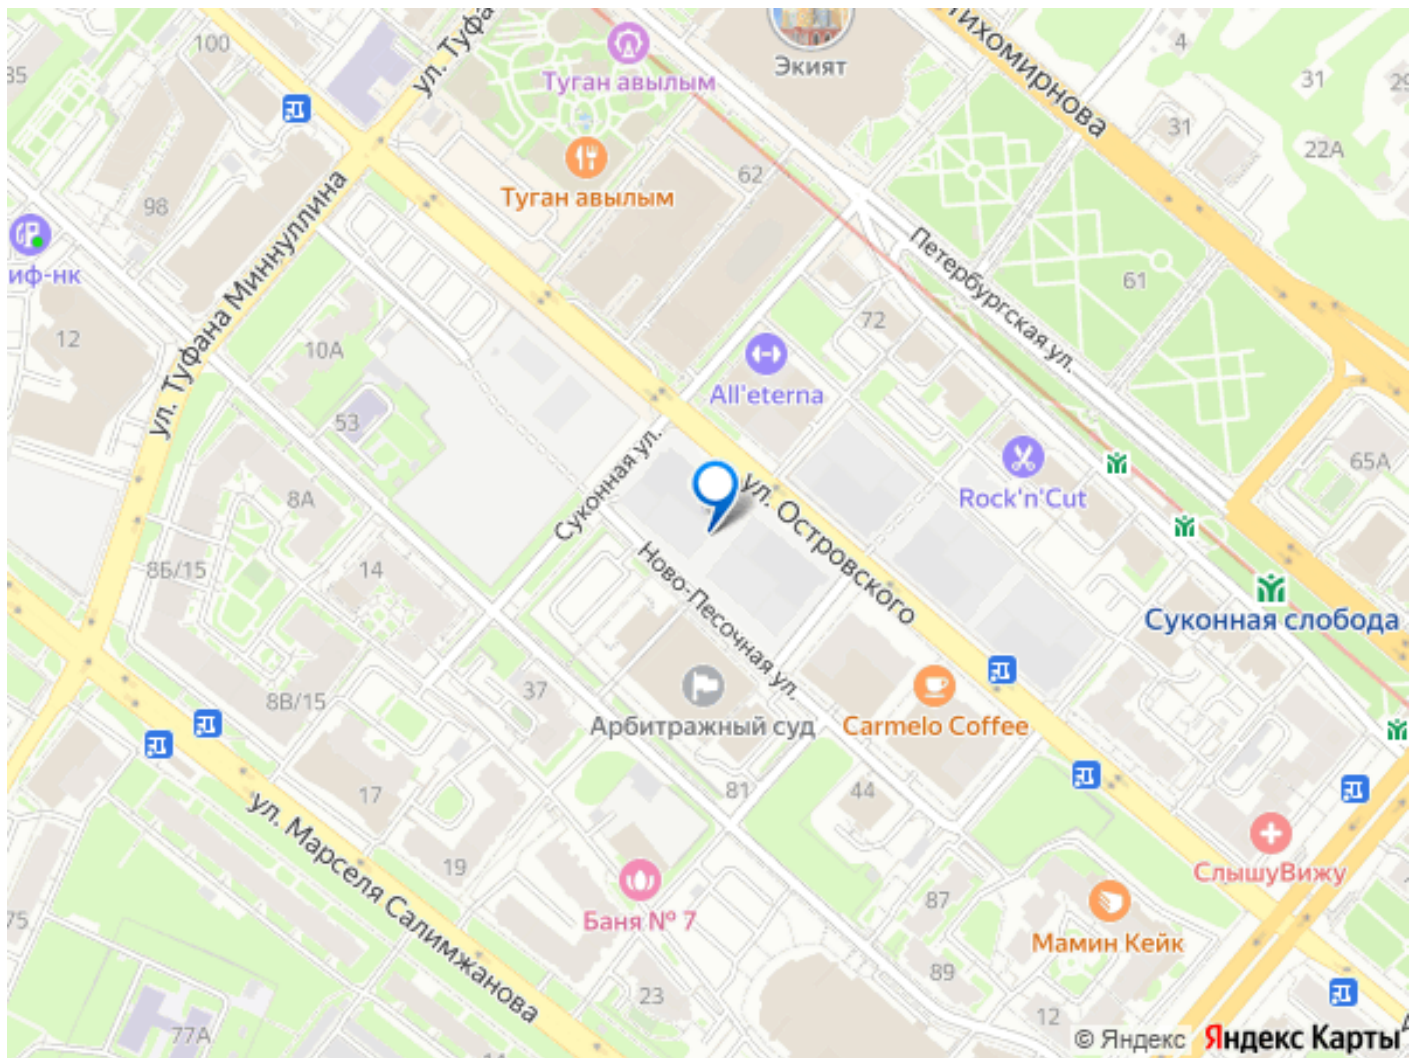 100
ул. Туфа
Туган авылым
Экият
Тихомирнова
4
31
29
35
31
22А
62
Туган авылым
98
ул. Туфана Миннуллина
иф-нк
12
10А
Петербургская ул.
61
72
All'eterna
53
Суконная ул.
ул. Островского
Rock'n'Cut
65А
8А
8Б/15
14
Ново-Песочная ул.
Суконная слобода
37
8В/15
Арбитражный суд
Carmelo Coffee
81
44
17
ул. Марселя Салимжанова
19
СлышуВижу
87
Баня № 7
Мамин Кейк
75
89
23
12
77А
14
© Яндекс
Яндекс Карты